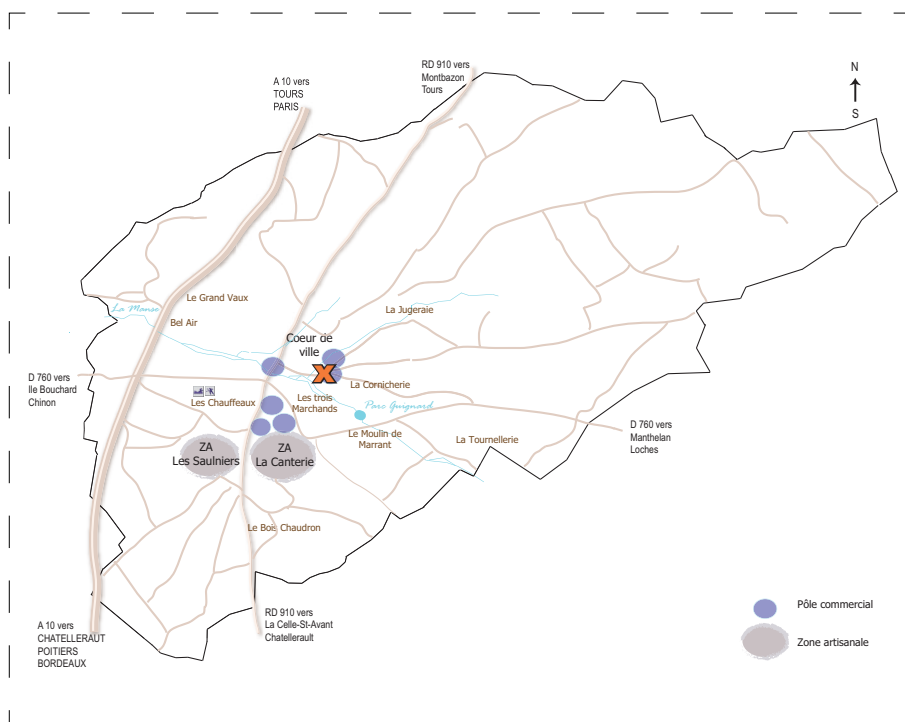 RD 910 vers
Montbazon
Tours
A 10 vers
TOURS
PARIS
N
S
Le Grand Vaux
La Manse
Bel Air
La Jugeraie
Coeur de
ville
D 760 vers
Ile Bouchard
Chinon
La Cornicherie
Les Chauffeaux
Les trois
Marchands
Parc Guignard
Le Moulin de
Marrant
La Tournellerie
D 760 vers
Manthelan
Loches
ZA
Les Saulniers
ZA
La Canterie
Le Bois Chaudron
RD 910 vers
La Celle-St-Avant
Chatellerault
A 10 vers
CHATELLERAUT
POITIERS
BORDEAUX
Pôle commercial
Zone artisanale